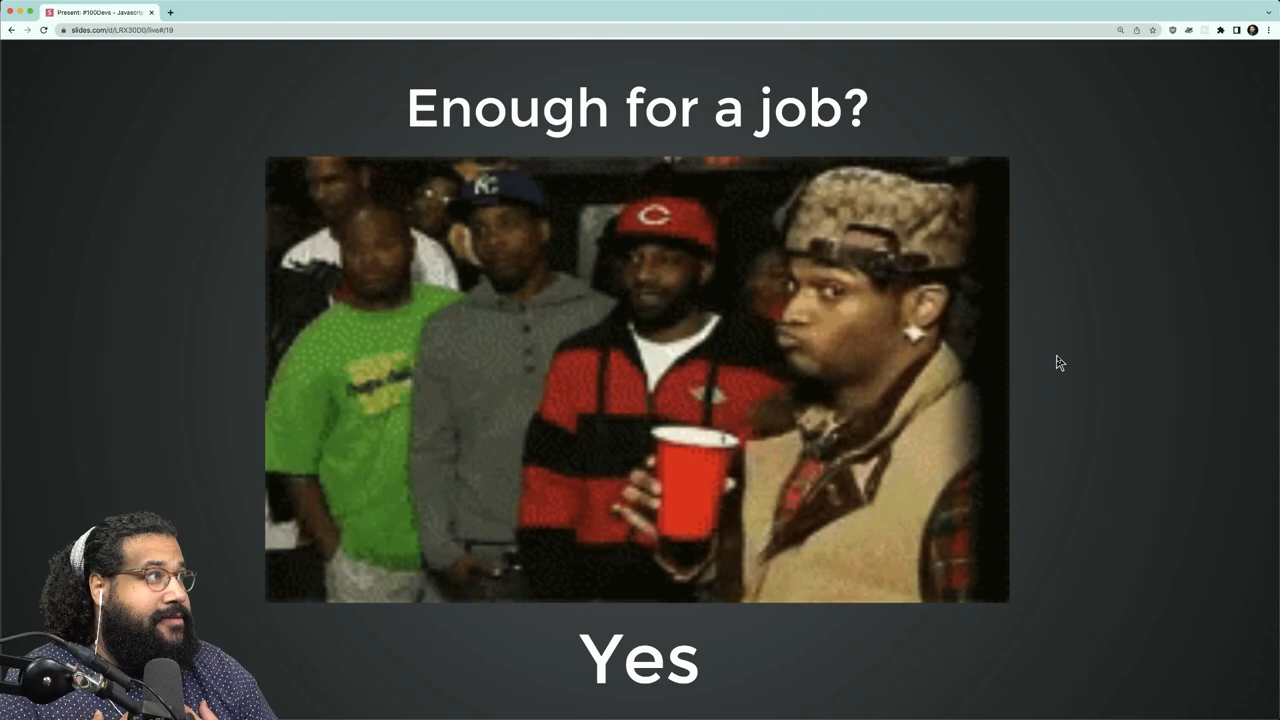 Present: #100Devs - Javascrip
slides.com/d/LRX30D0/live#/19
Enough for a job?
KC
C
Yes